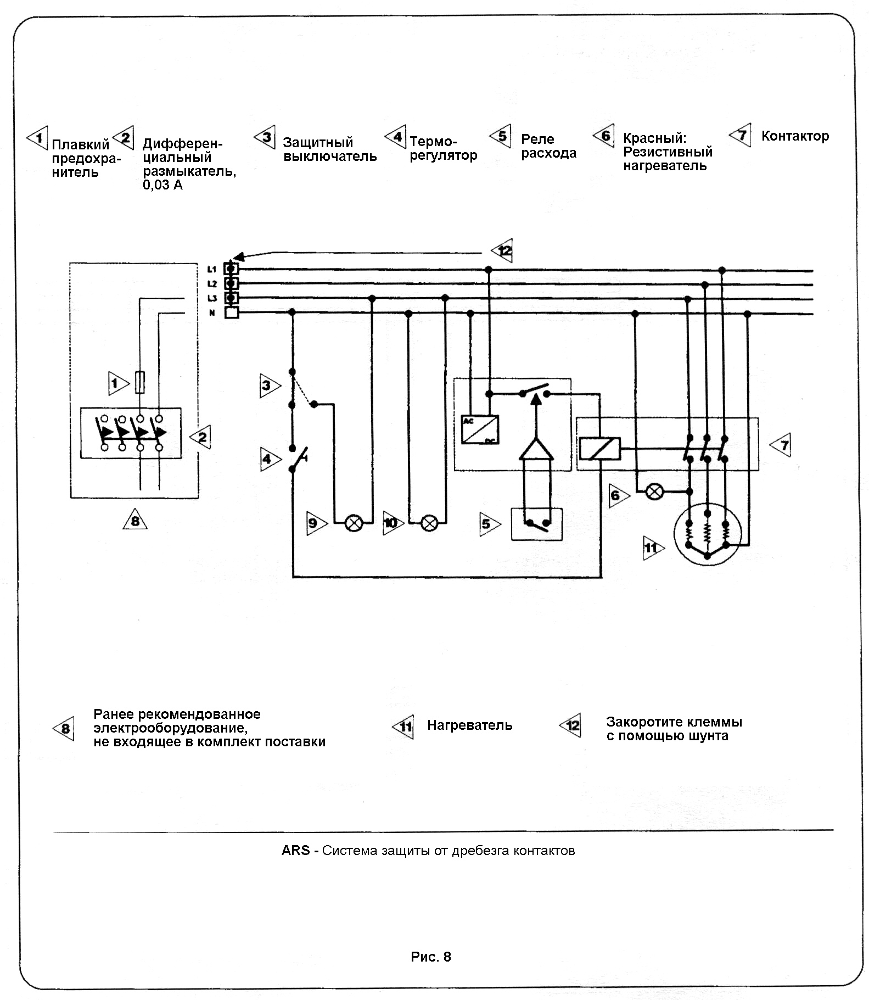 1
Плавкий
предохра-
нитель
2
Дифферен-
циальный
размыкатель,
0,03 А
3
Защитный
выключатель
4
Термо-
регулятор
5
Реле
расхода
6
Красный:
Резистивный
нагреватель
7
Контактор
12
L1
L2
L3
N
1
3
AC
DC
2
7
4
6
8
9
10
5
11
8
Ранее рекомендованное
электрооборудование,
не входящее в комплект поставки
11
Нагреватель
12
Закоротите клеммы
с помощью шунта
ARS - Система защиты от дребезга контактов
Рис. 8